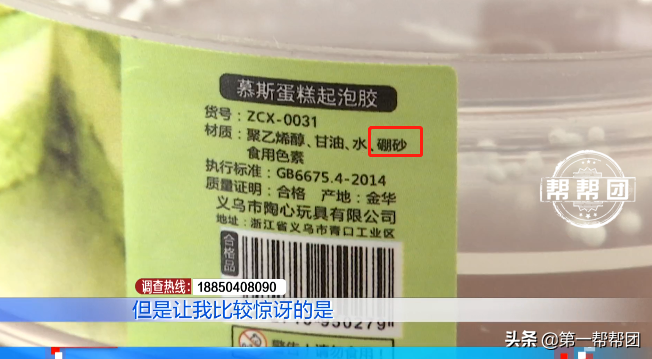 慕斯蛋糕起泡胶
货号：ZCX-0031
材质：聚乙烯醇、甘油、水、硼砂
食用色素
执行标准：GB6675.4-2014
质量证明：合格 产地：金华
义乌市陶心玩具有限公司
地址：浙江省义乌市青口工业区
合格品
帮帮团
调查热线：18850408090
但是让我比较惊讶的是
头条 @第一帮帮团